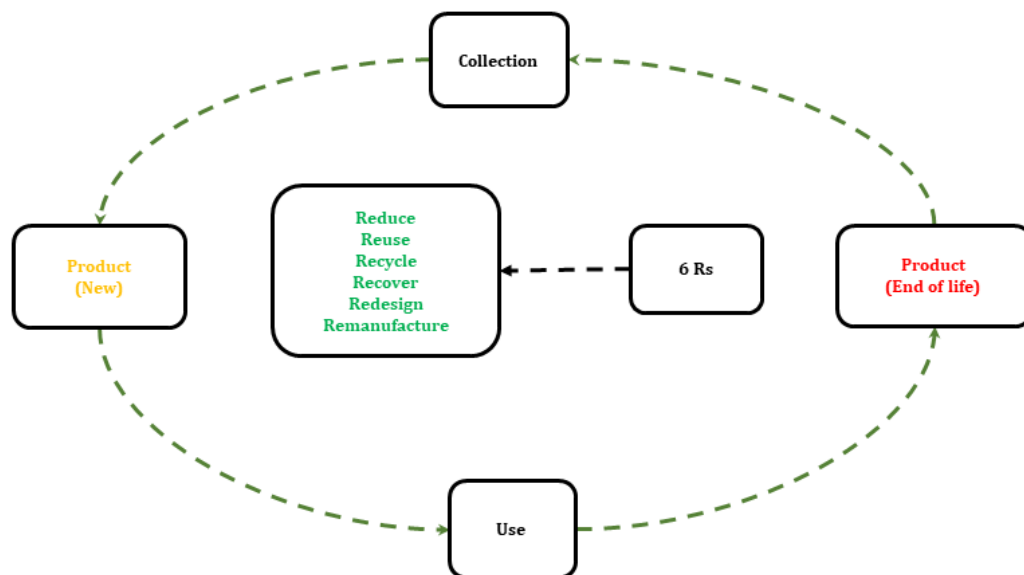 Collection
Reduce
Reuse
Recycle
Recover
Redesign
Remanufacture
Product
(New)
6 Rs
Product
(End of life)
Use